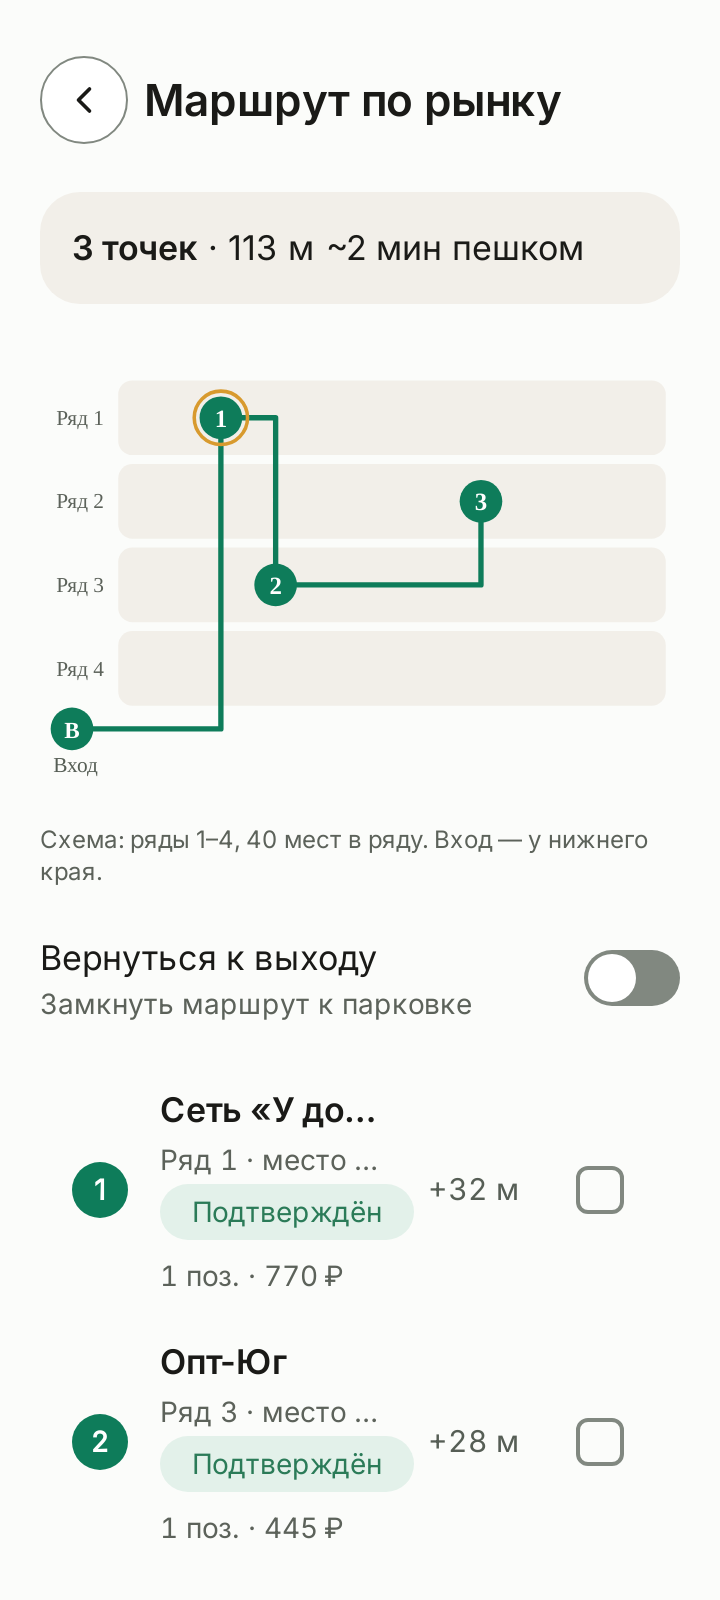 Маршрут по рынку
3 точек · 113 м ~2 мин пешком
Ряд 1
1
Ряд 2
3
Ряд 3
2
Ряд 4
В
Вход
Схема: ряды 1–4, 40 мест в ряду. Вход — у нижнего
края.
Вернуться к выходу
Замкнуть маршрут к парковке
Сеть «У до...
Ряд 1 · место ...
1
Подтверждён
+32 м
1 поз. · 770 ₽
Опт-Юг
Ряд 3 · место ...
2
Подтверждён
+28 м
1 поз. · 445 ₽